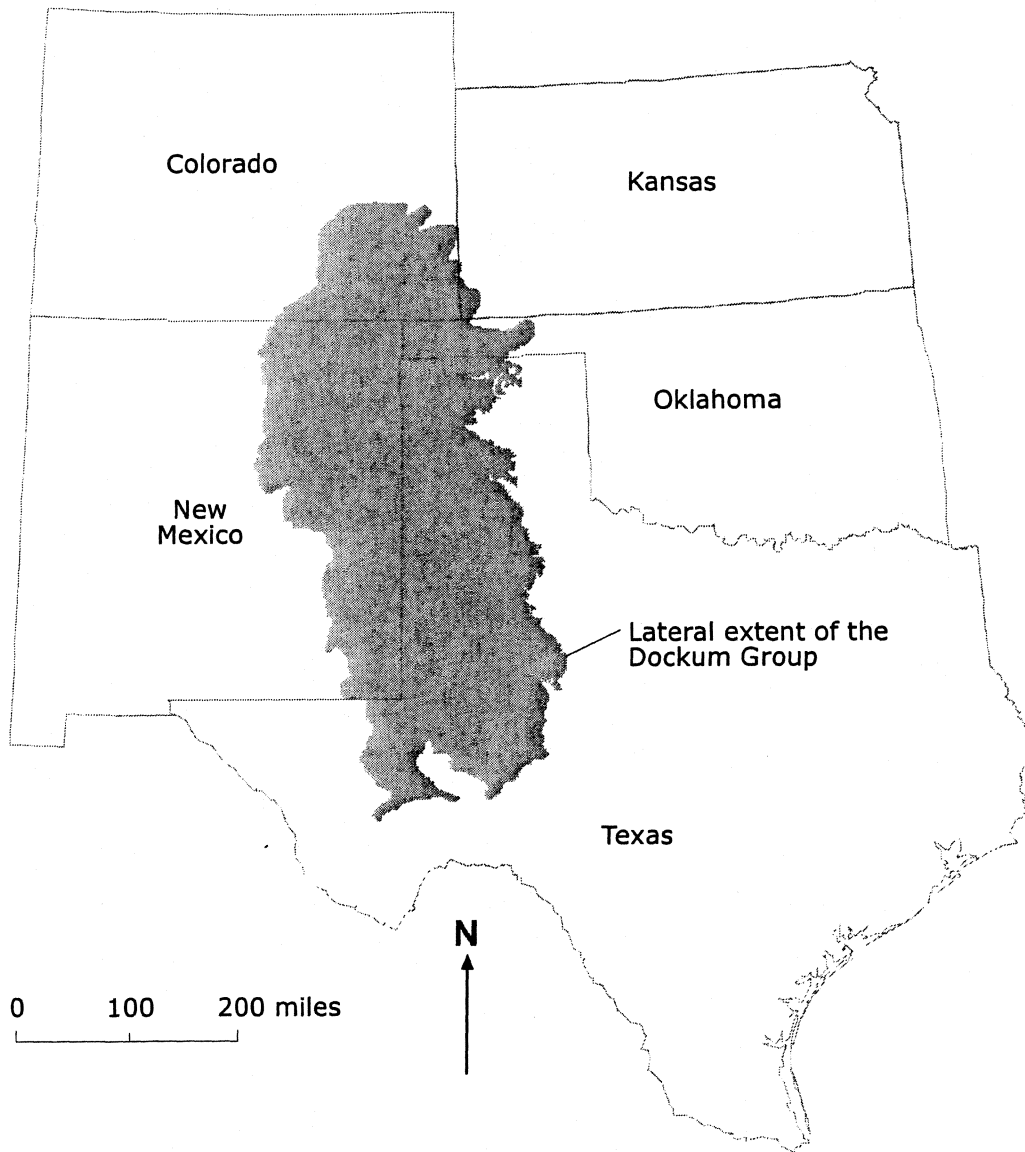 Colorado
Kansas
Oklahoma
New
Mexico
Lateral extent of the
Dockum Group
Texas
N
0 100 200 miles